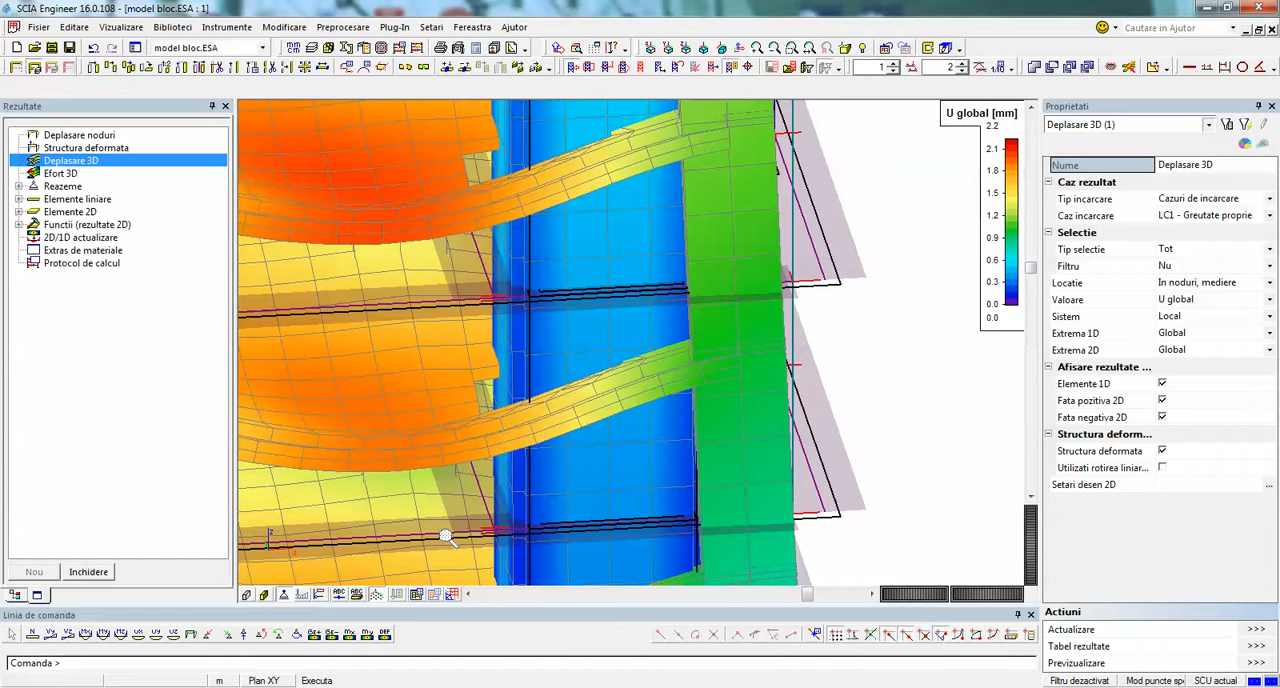 SCIA Engineer 16.0.108 - [model bloc.ESA : 1]
Fisier Editare Vizualizare Biblioteci Instrumente Modificare Preprocesare Plug-In Setari Fereastra Ajutor
Cautare in Ajutor
model bloc.ESA
1 2
Rezultate
Deplasare noduri
Structura deformata
Deplasare 3D
Efort 3D
Reazeme
Elemente liniare
Elemente 2D
Functii (rezultate 2D)
2D/1D actualizare
Extras de materiale
Protocol de calcul
Nou Inchidere
U global [mm]
2.2
2.1
1.8
1.5
1.2
0.9
0.6
0.3
0.0
0.0
Proprietati
Deplasare 3D (1)
Nume Deplasare 3D
Caz rezultat
Tip incarcare Cazuri de incarcare
Caz incarcare LC1 - Greutate proprie
Selectie
Tip selectie Tot
Filtru Nu
Locatie In noduri, mediere
Valoare U global
Sistem Local
Extrema 1D Global
Extrema 2D Global
Afisare rezultate ...
Elemente 1D
Fata pozitiva 2D
Fata negativa 2D
Structura deform...
Structura deformata
Utilizati rotirea liniar...
Setari desen 2D ...
Actiuni
Actualizare >>>
Tabel rezultate >>>
Previzualizare >>>
Linia de comanda
Comanda >
m Plan XY Executa
Filtru dezactivat Mod puncte sp SCU actual